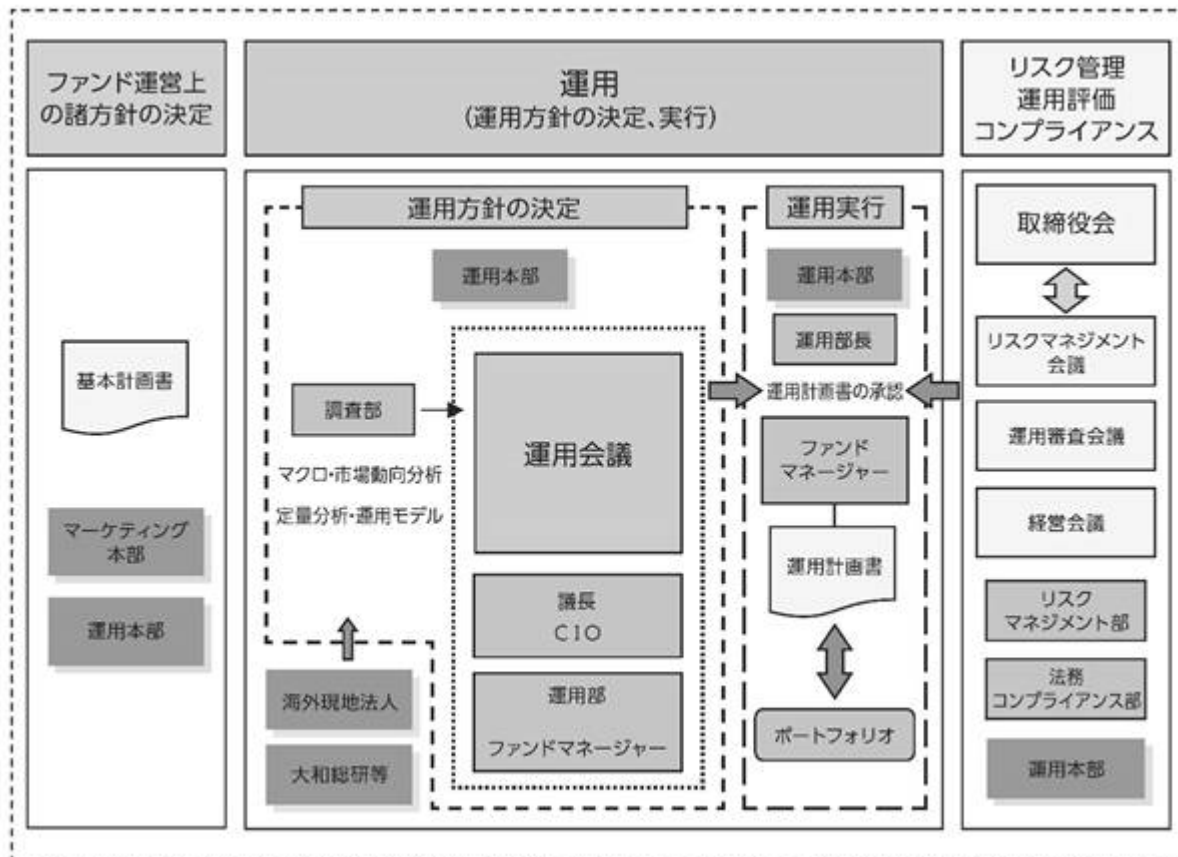 ファンド運営上
の諸方針の決定
運用
(運用方針の決定、実行)
リスク管理
運用評価
コンプライアンス
基本計画書
マーケティング
本部
運用本部
運用方針の決定
運用本部
調査部
マクロ・市場動向分析
定量分析・運用モデル
海外現地法人
大和総研等
運用会議
議長
CIO
運用部
ファンドマネージャー
運用実行
運用本部
運用部長
運用計画書の承認
ファンド
マネージャー
運用計画書
ポートフォリオ
取締役会
リスクマネジメント
会議
運用審査会議
経営会議
リスク
マネジメント部
法務
コンプライアンス部
運用本部